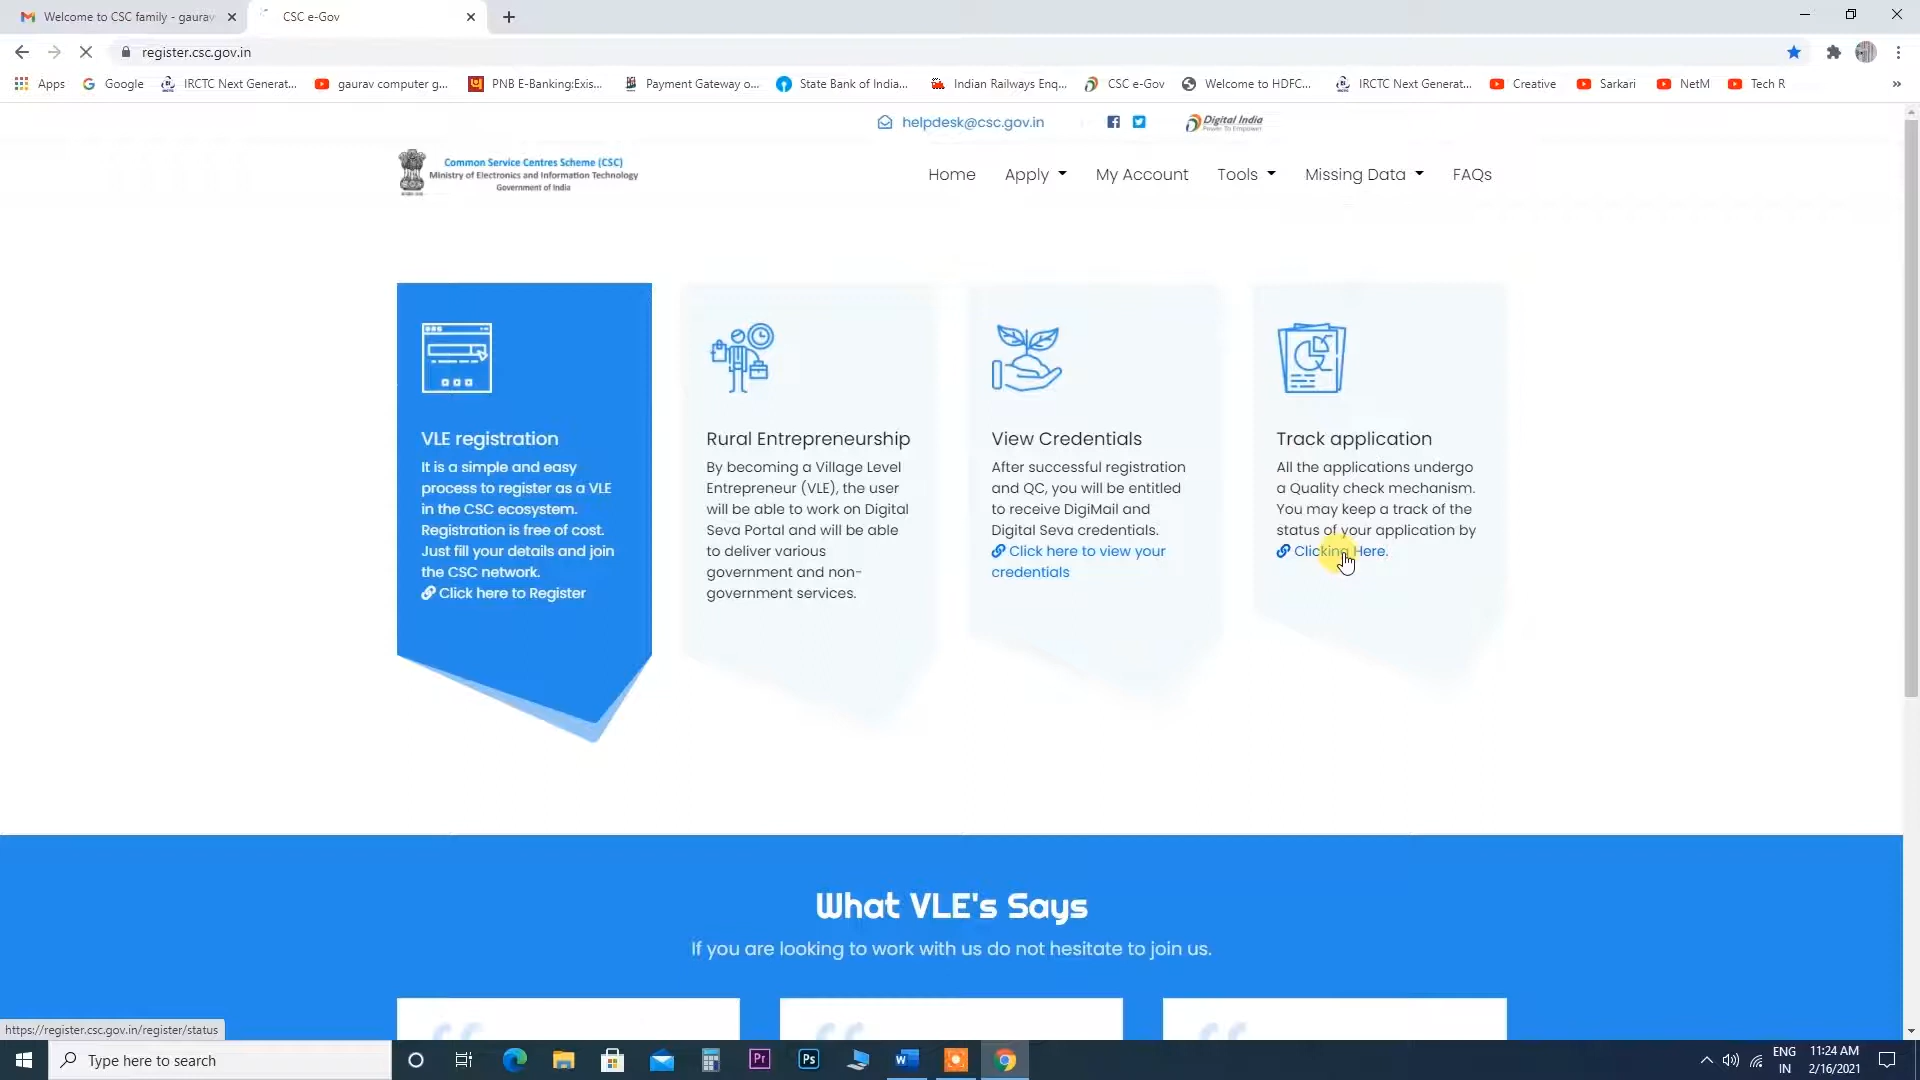 Welcome to CSC family - gaurav
CSC e-Gov
register.csc.gov.in
Apps
Google
IRCTC Next Generat...
gaurav computer g...
PNB E-Banking:Exis...
Payment Gateway o...
State Bank of India...
Indian Railways Enq...
CSC e-Gov
Welcome to HDFC...
IRCTC Next Generat...
Creative
Sarkari
NetM
Tech R
»
helpdesk@csc.gov.in
Digital India
Power To Empower
Common Service Centres Scheme (CSC)
Ministry of Electronics and Information Technology
Government of India
Home
Apply
My Account
Tools
Missing Data
FAQs
VLE registration
It is a simple and easy
process to register as a VLE
in the CSC ecosystem.
Registration is free of cost.
Just fill your details and join
the CSC network.
Click here to Register
Rural Entrepreneurship
By becoming a Village Level
Entrepreneur (VLE), the user
will be able to work on Digital
Seva Portal and will be able
to deliver various
government and non-
government services.
View Credentials
After successful registration
and QC, you will be entitled
to receive DigiMail and
Digital Seva credentials.
Click here to view your
credentials
Track application
All the applications undergo
a Quality check mechanism.
You may keep a track of the
status of your application by
Clicking Here.
What VLE's Says
If you are looking to work with us do not hesitate to join us.
https://register.csc.gov.in/register/status
Type here to search
Pr
Ps
ENG
IN
11:24 AM
2/16/2021